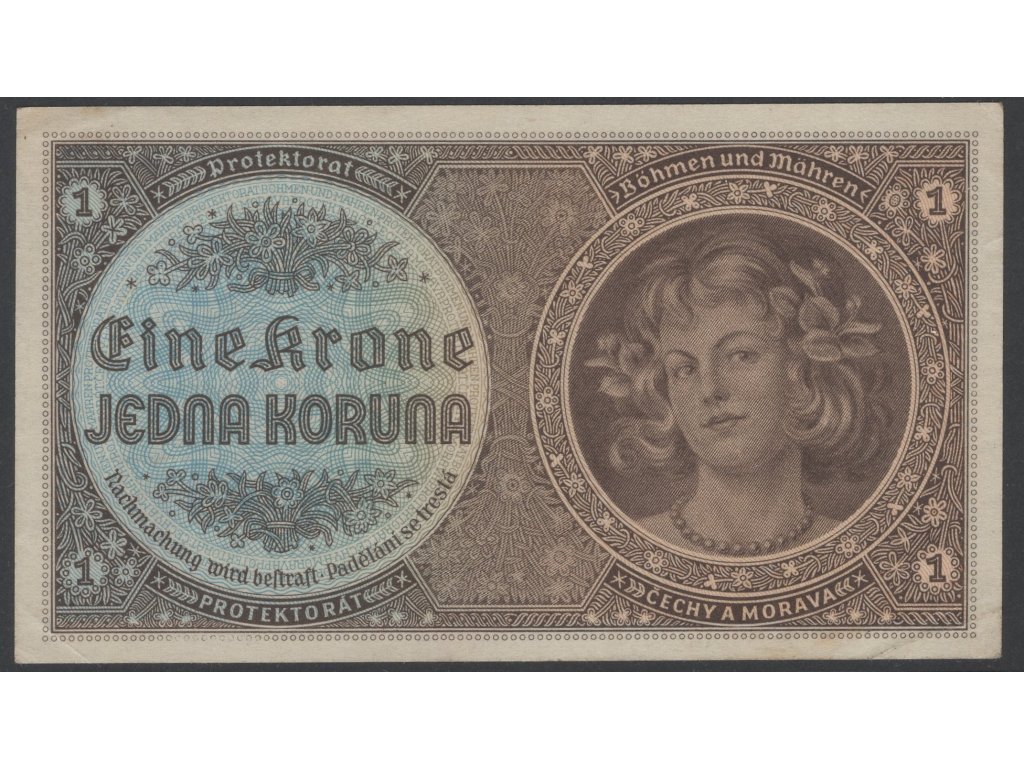 Protektorat
Böhmen und Mähren
1
1
Eine Krone
JEDNA KORUNA
Nachmachung wird bestraft · Padělání se trestá
1
1
PROTEKTORÁT
ČECHY A MORAVA